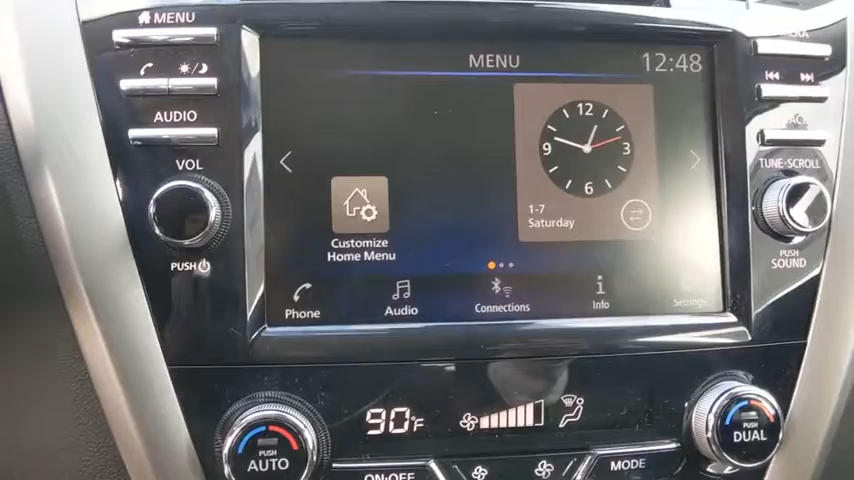 MENU
AUDIO
VOL
PUSH
MENU
12:48
12
3
6
9
1-7
Saturday
Customize
Home Menu
Phone
Audio
Connections
Info
Settings
TUNE·SCROLL
PUSH
SOUND
90°F
PUSH
AUTO
ON·OFF
MODE
PUSH
DUAL